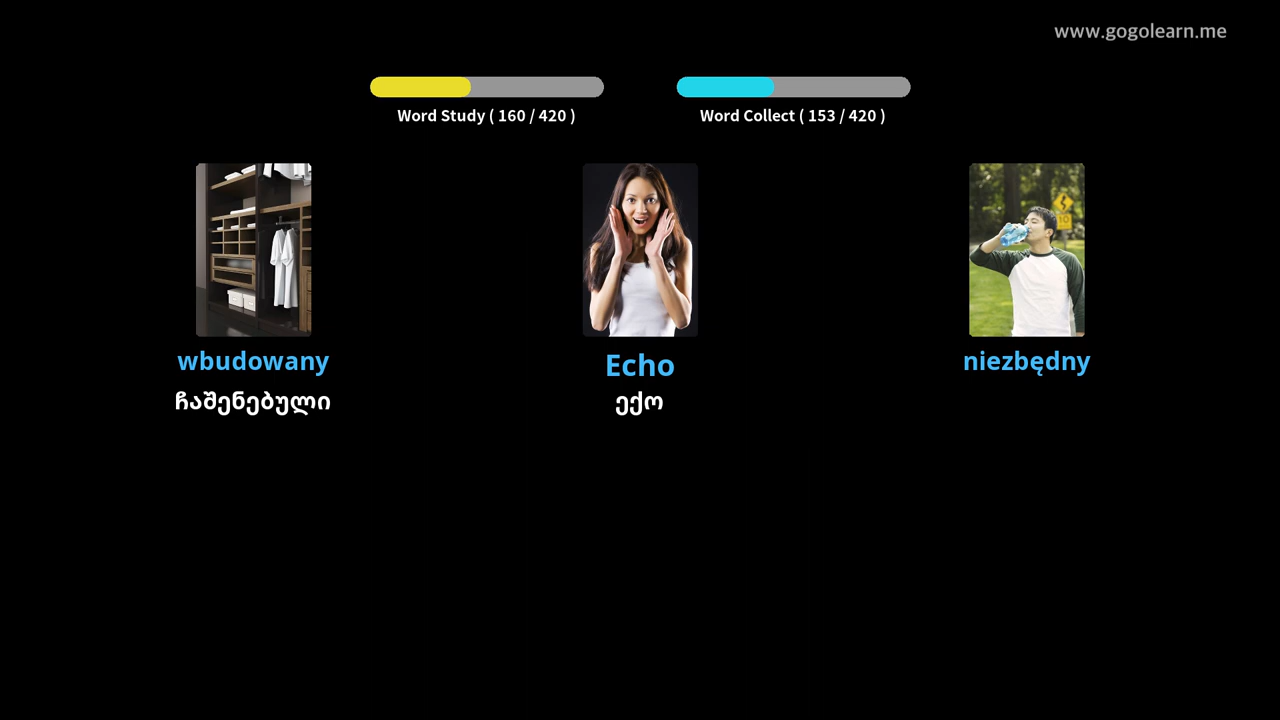 www.gogolearn.me
Word Study ( 160 / 420 )
Word Collect ( 153 / 420 )
wbudowany
Echo
niezbędny
ჩაშენებული
ექო